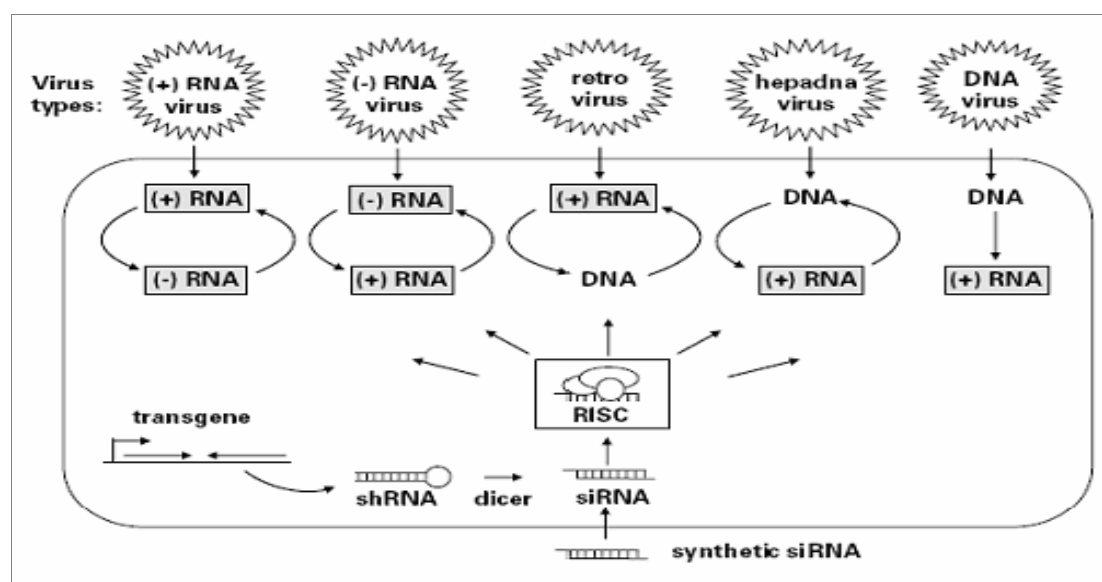 Virus
types:
(+) RNA
virus
(-) RNA
virus
retro
virus
hepadna
virus
DNA
virus
(+) RNA
(-) RNA
(+) RNA
DNA
DNA
(-) RNA
(+) RNA
DNA
(+) RNA
(+) RNA
RISC
transgene
shRNA
dicer
siRNA
synthetic siRNA